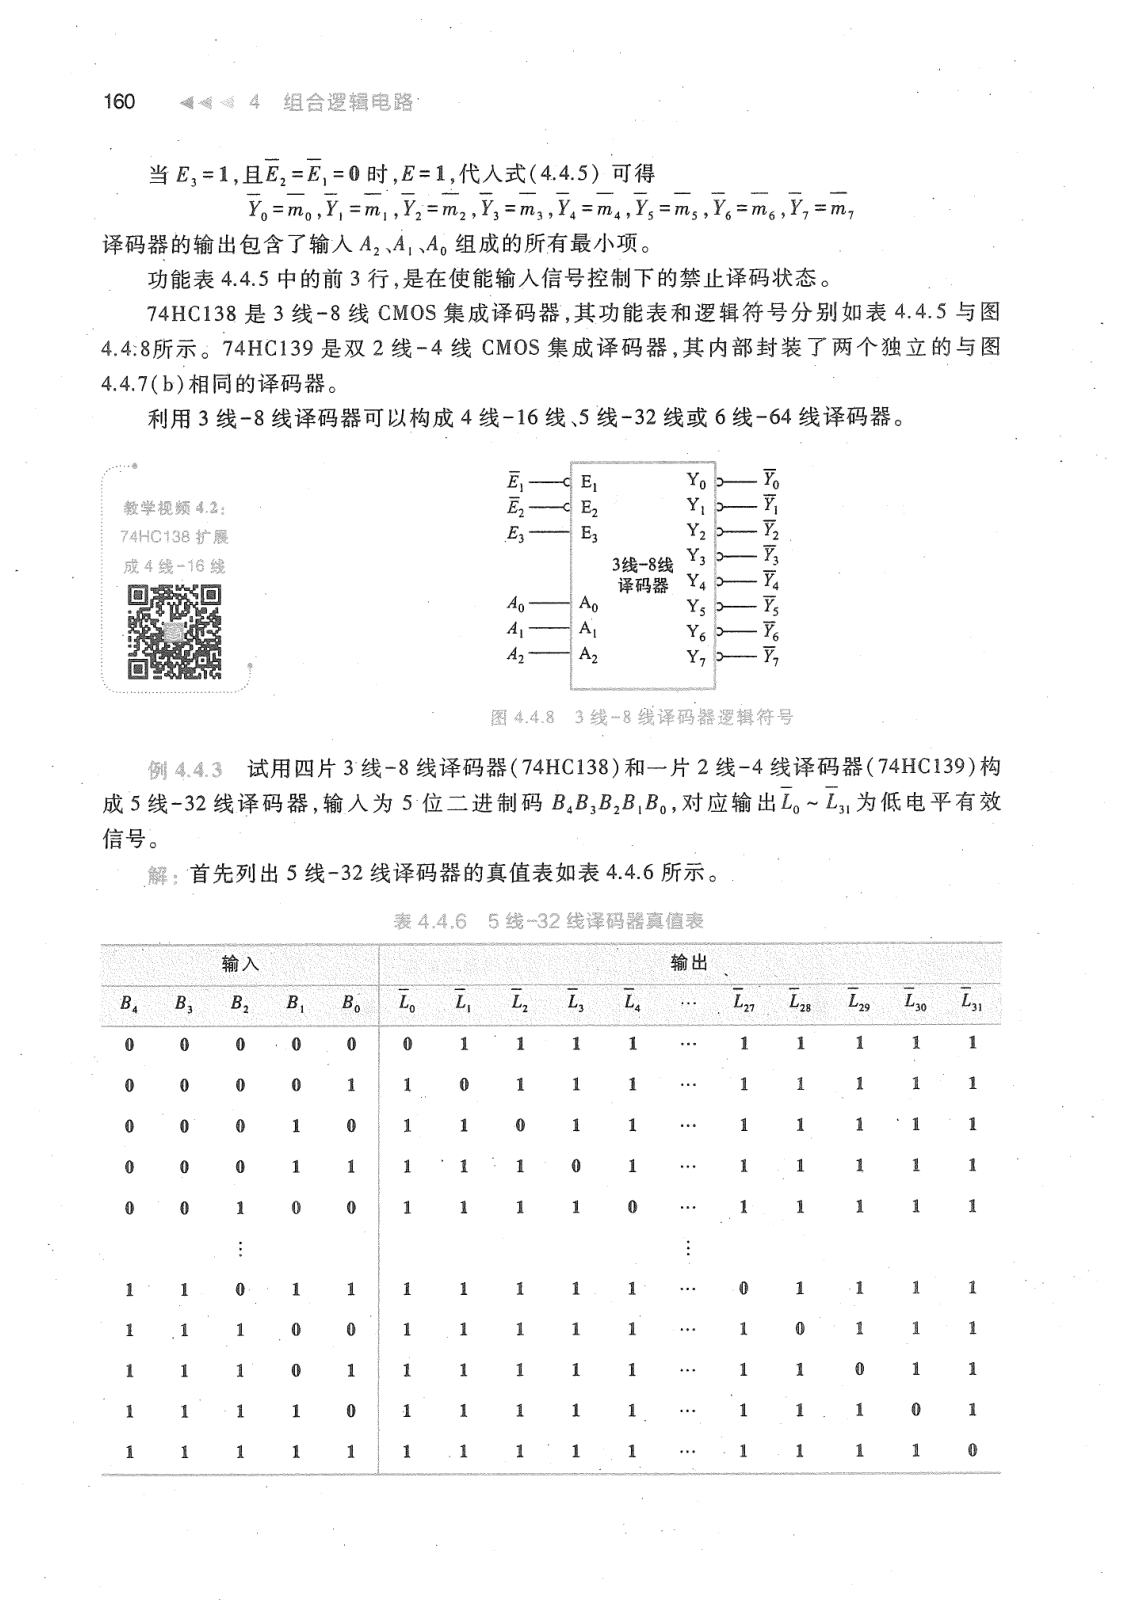 160 4 组合逻辑电路
当 E₃=1,且E̅₂=E̅₁=0 时,E=1,代入式(4.4.5) 可得
Y̅₀=m̅₀,Y̅₁=m̅₁,Y̅₂=m̅₂,Y̅₃=m̅₃,Y̅₄=m̅₄,Y̅₅=m̅₅,Y̅₆=m̅₆,Y̅₇=m̅₇
译码器的输出包含了输入 A₂、A₁、A₀ 组成的所有最小项。
功能表 4.4.5 中的前 3 行,是在使能输入信号控制下的禁止译码状态。
74HC138 是 3 线-8 线 CMOS 集成译码器,其功能表和逻辑符号分别如表 4.4.5 与图
4.4.8所示。74HC139 是双 2 线-4 线 CMOS 集成译码器,其内部封装了两个独立的与图
4.4.7(b)相同的译码器。
利用 3 线-8 线译码器可以构成 4 线-16 线、5 线-32 线或 6 线-64 线译码器。
教学视频 4.2:
74HC138 扩展
成 4 线-16 线
E̅₁ E₁ Y₀ Y̅₀
E̅₂ E₂ Y₁ Y̅₁
E₃ E₃ Y₂ Y̅₂
Y₃ Y̅₃
3线-8线
译码器 Y₄ Y̅₄
A₀ A₀ Y₅ Y̅₅
A₁ A₁ Y₆ Y̅₆
A₂ A₂ Y₇ Y̅₇
图 4.4.8 3 线-8 线译码器逻辑符号
例 4.4.3 试用四片 3 线-8 线译码器(74HC138)和一片 2 线-4 线译码器(74HC139)构
成 5 线-32 线译码器,输入为 5 位二进制码 B₄B₃B₂B₁B₀,对应输出L̅₀ ~ L̅₃₁为低电平有效
信号。
解:首先列出 5 线-32 线译码器的真值表如表 4.4.6 所示。
表 4.4.6 5 线-32 线译码器真值表
输入 输出
B₄ B₃ B₂ B₁ B₀ L̅₀ L̅₁ L̅₂ L̅₃ L̅₄ … L̅₂₇ L̅₂₈ L̅₂₉ L̅₃₀ L̅₃₁
0 0 0 0 0 0 1 1 1 1 … 1 1 1 1 1
0 0 0 0 1 1 0 1 1 1 … 1 1 1 1 1
0 0 0 1 0 1 1 0 1 1 … 1 1 1 1 1
0 0 0 1 1 1 1 1 0 1 … 1 1 1 1 1
0 0 1 0 0 1 1 1 1 0 … 1 1 1 1 1
⋮ ⋮
1 1 0 1 1 1 1 1 1 1 … 0 1 1 1 1
1 1 1 0 0 1 1 1 1 1 … 1 0 1 1 1
1 1 1 0 1 1 1 1 1 1 … 1 1 0 1 1
1 1 1 1 0 1 1 1 1 1 … 1 1 1 0 1
1 1 1 1 1 1 1 1 1 1 … 1 1 1 1 0